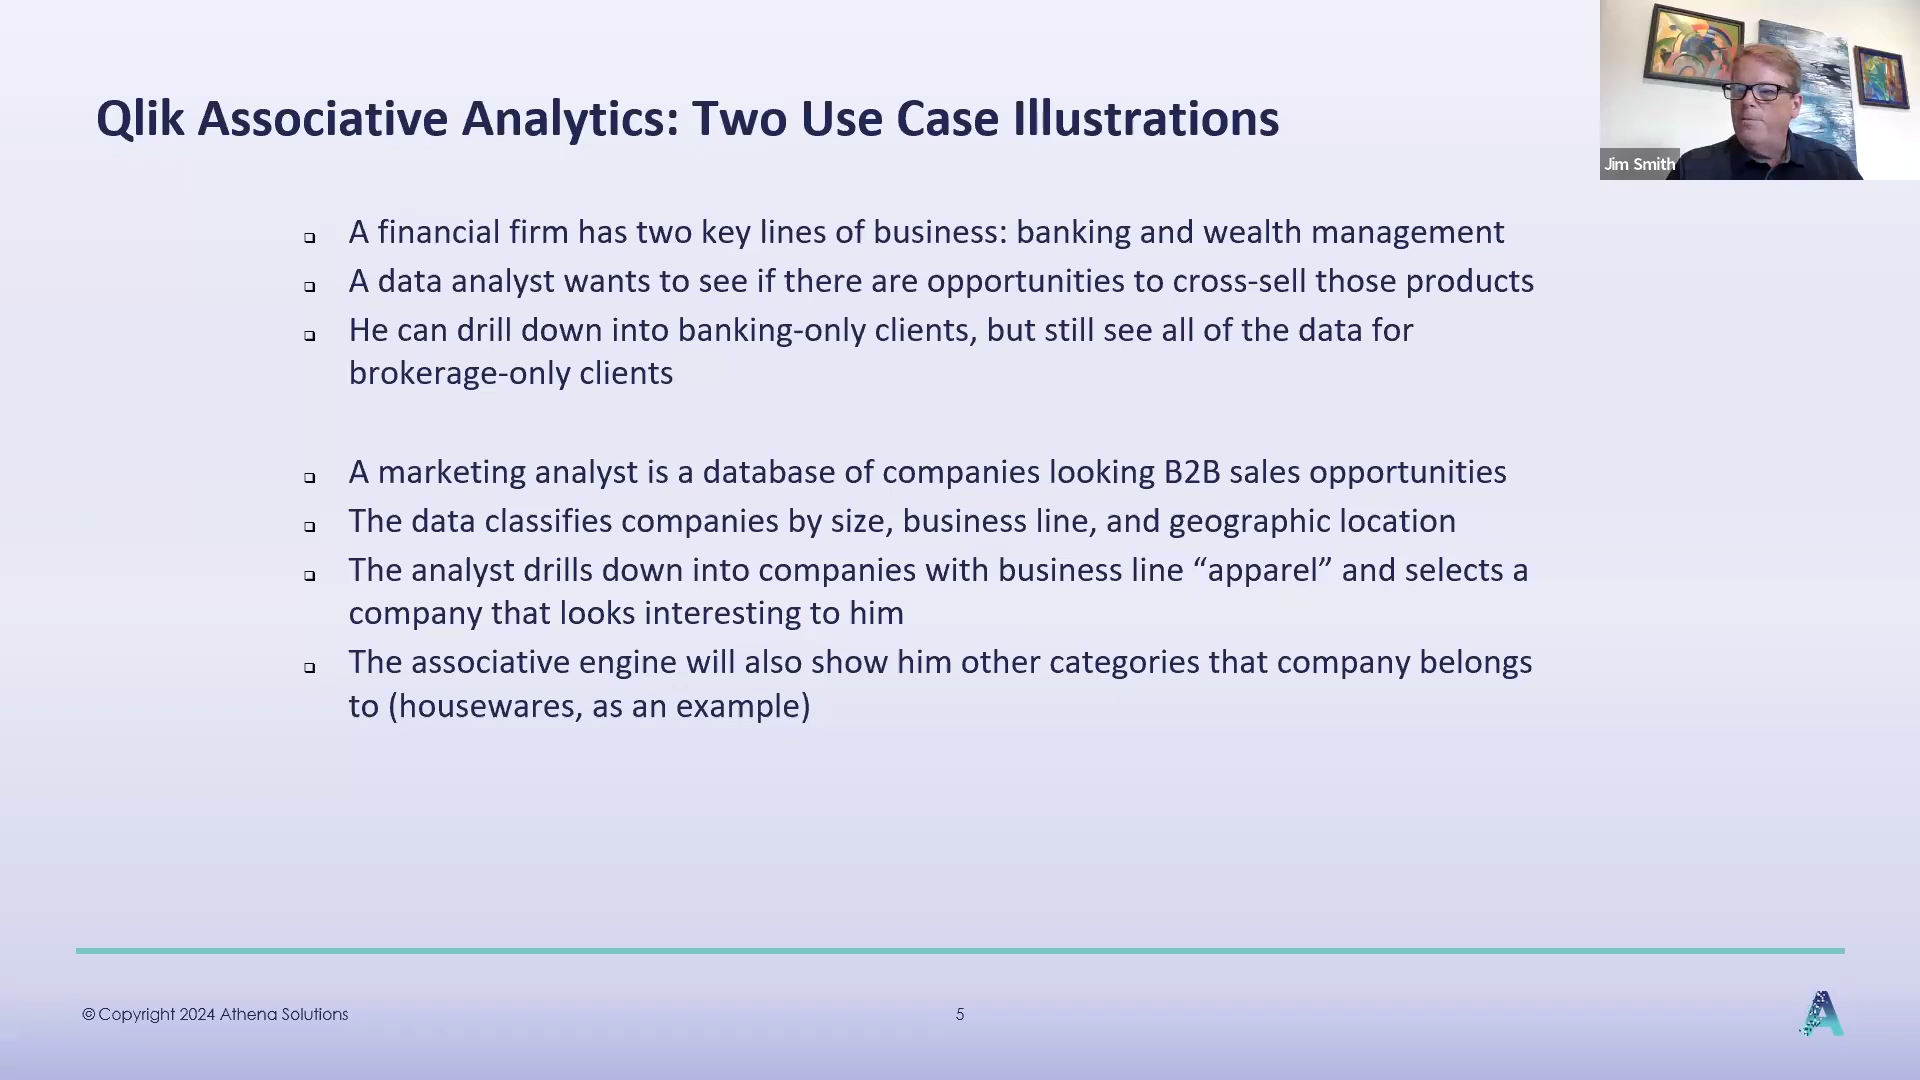 Qlik Associative Analytics: Two Use Case Illustrations
Jim Smith
A financial firm has two key lines of business: banking and wealth management
A data analyst wants to see if there are opportunities to cross-sell those products
He can drill down into banking-only clients, but still see all of the data for
brokerage-only clients
A marketing analyst is a database of companies looking B2B sales opportunities
The data classifies companies by size, business line, and geographic location
The analyst drills down into companies with business line “apparel” and selects a
company that looks interesting to him
The associative engine will also show him other categories that company belongs
to (housewares, as an example)
© Copyright 2024 Athena Solutions
5